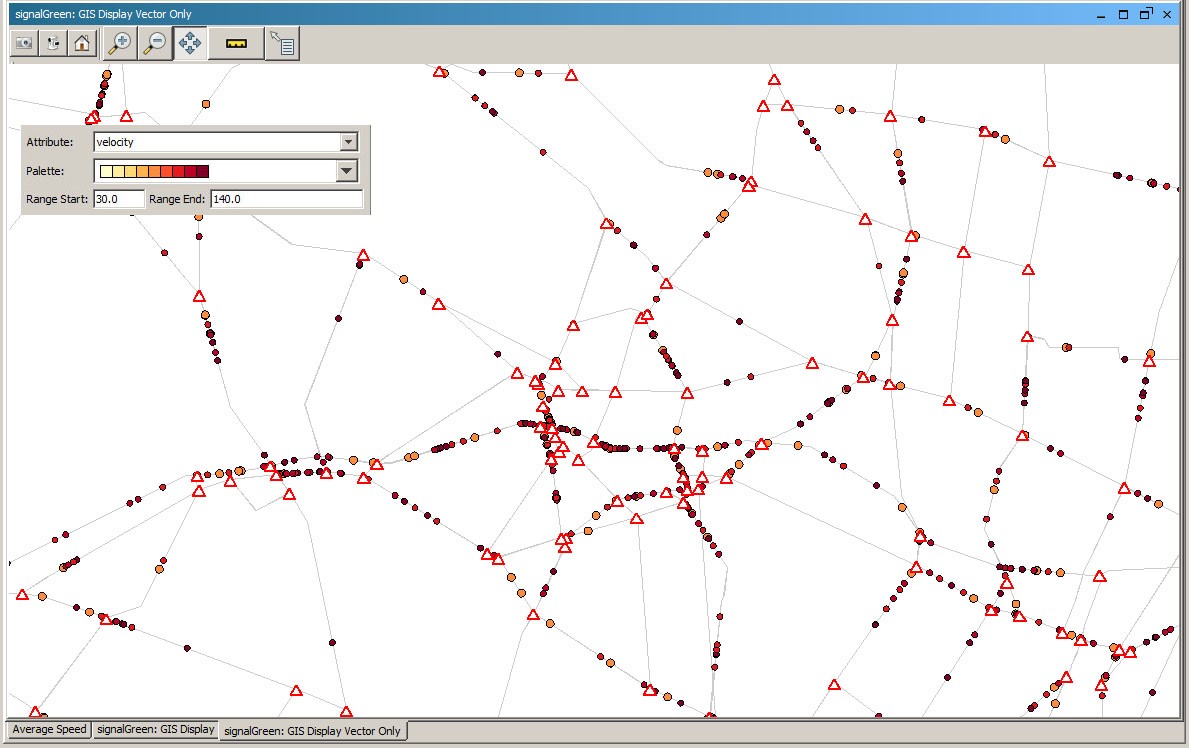 signalGreen: GIS Display Vector Only
Attribute: velocity
Palette:
Range Start: 30.0 Range End: 140.0
Average Speed signalGreen: GIS Display signalGreen: GIS Display Vector Only